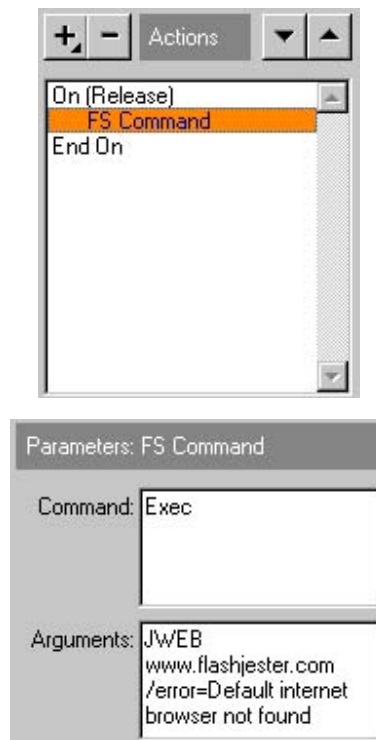 Actions
On (Release)
FS Command
End On
Parameters: FS Command
Command: Exec
Arguments: JWEB
www.flashjester.com
/error=Default internet
browser not found